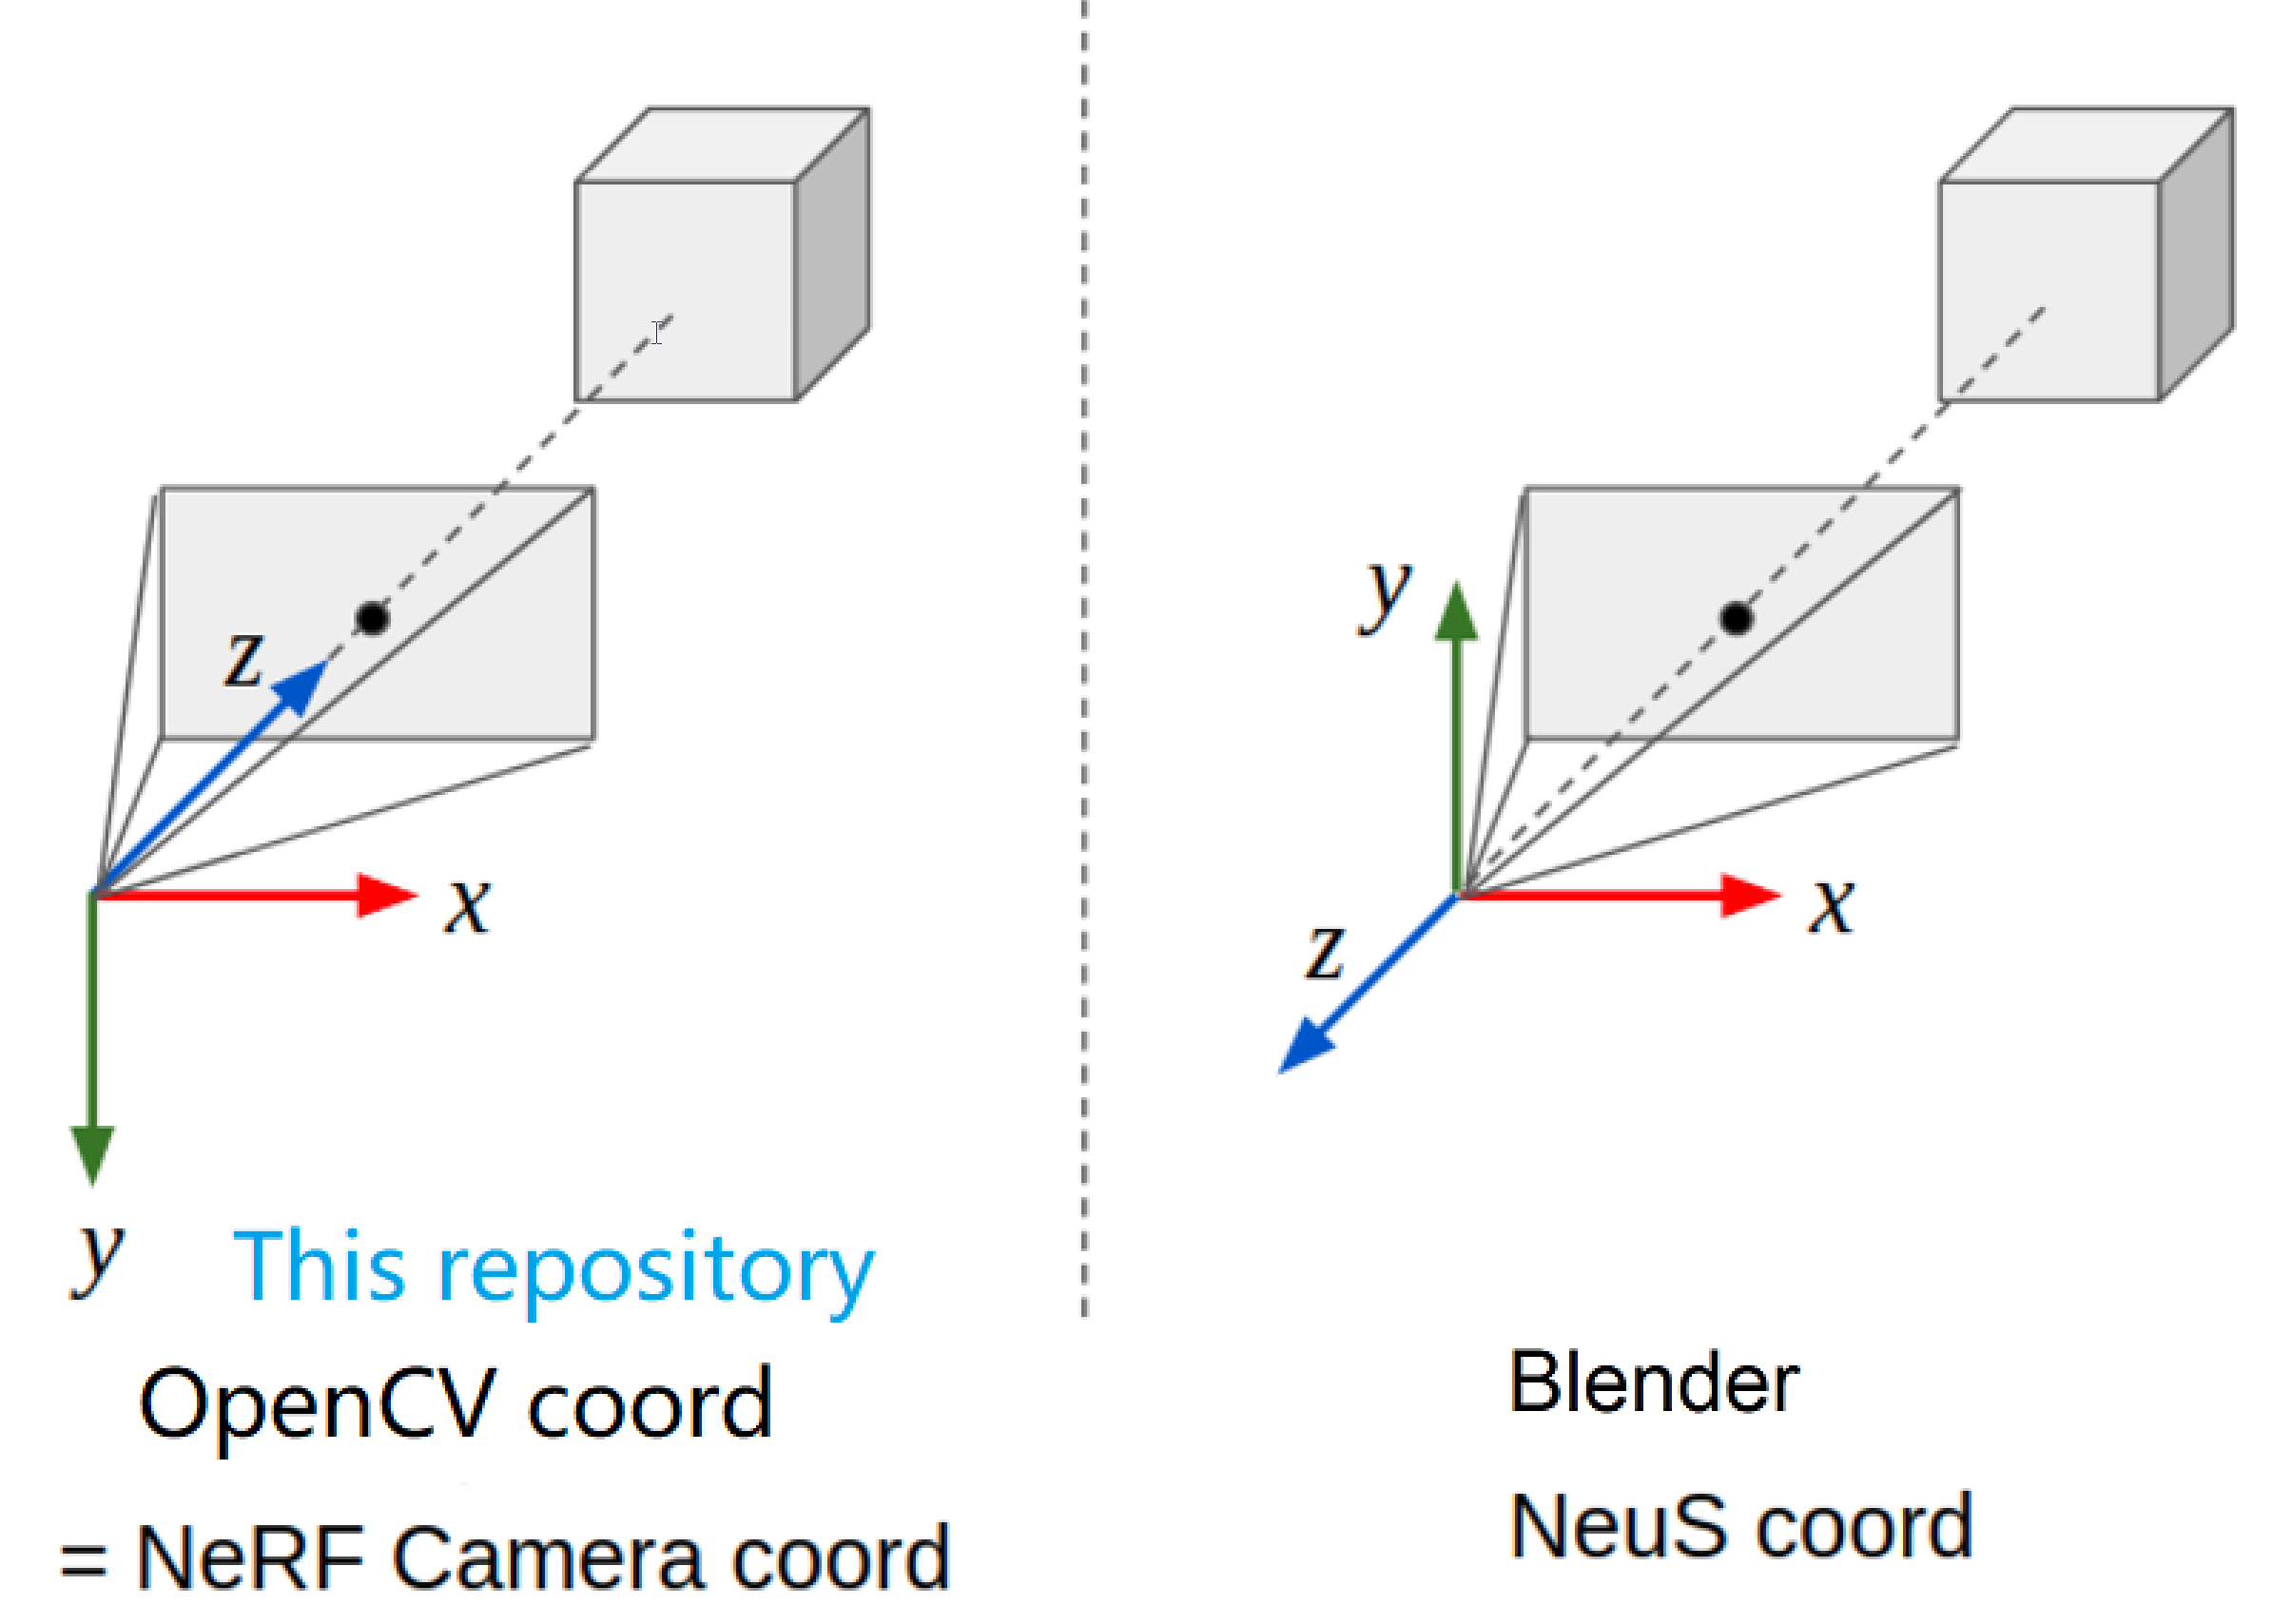 z
x
y
This repository
OpenCV coord
= NeRF Camera coord
y
x
z
Blender
NeuS coord